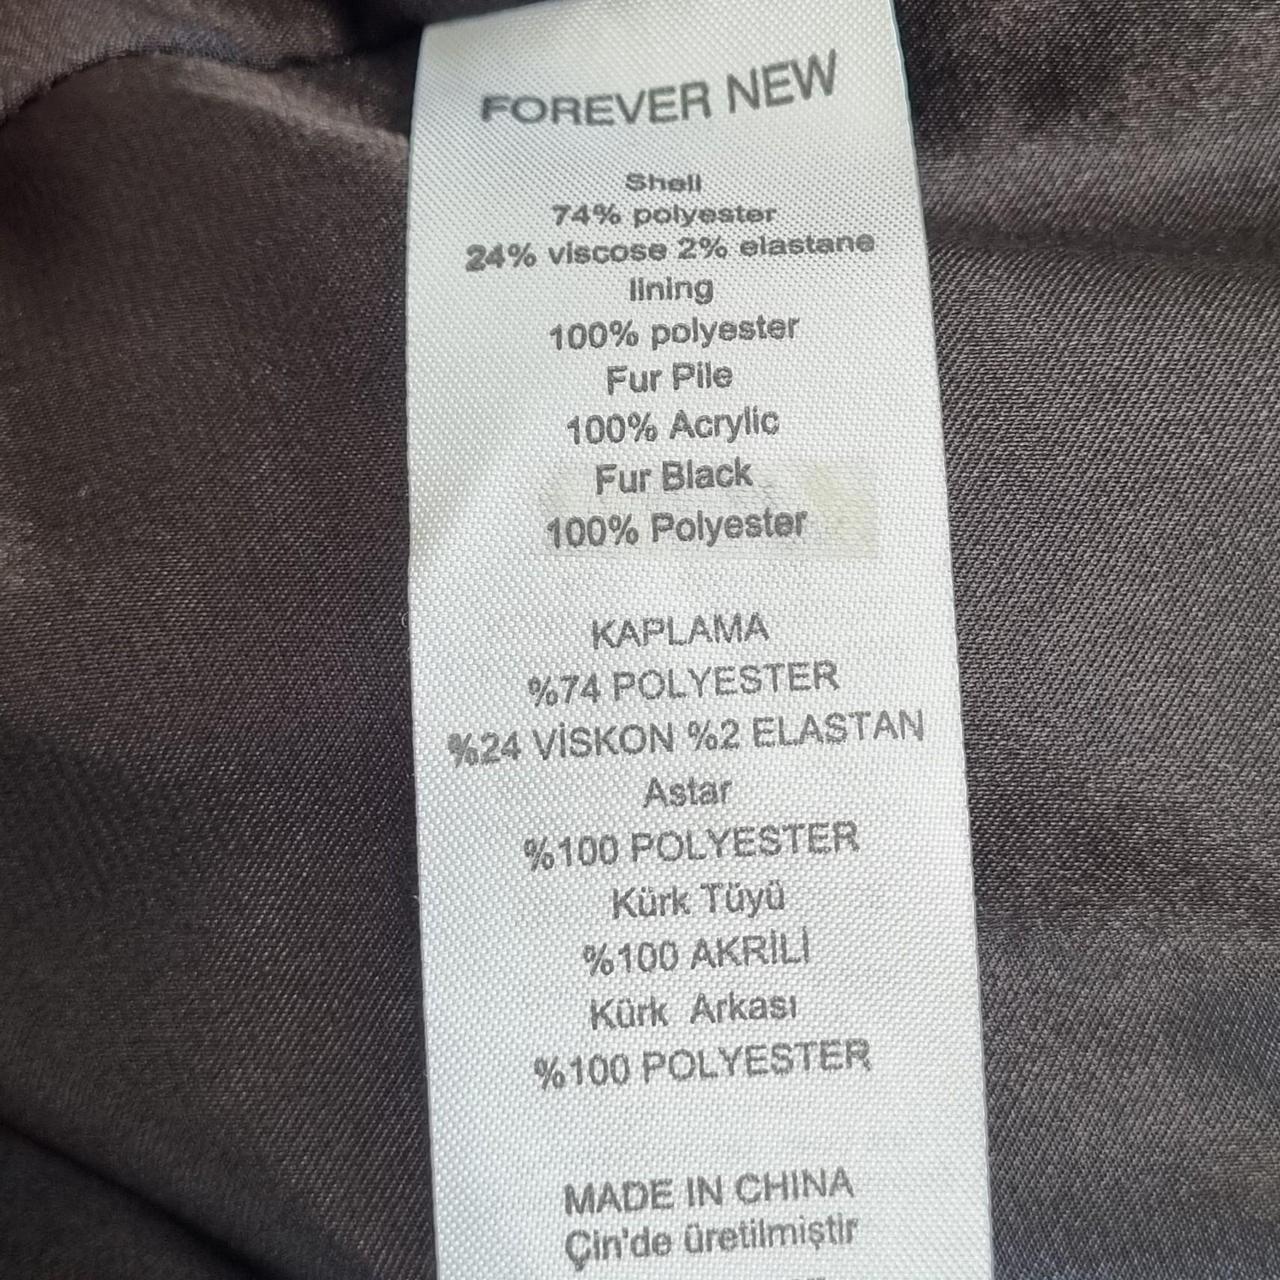 FOREVER NEW
Shell
74% polyester
24% viscose 2% elastane
lining
100% polyester
Fur Pile
100% Acrylic
Fur Black
100% Polyester
KAPLAMA
%74 POLYESTER
%24 VİSKON %2 ELASTAN
Astar
%100 POLYESTER
Kürk Tüyü
%100 AKRİLİ
Kürk Arkası
%100 POLYESTER
MADE IN CHINA
Çin'de üretilmiştir